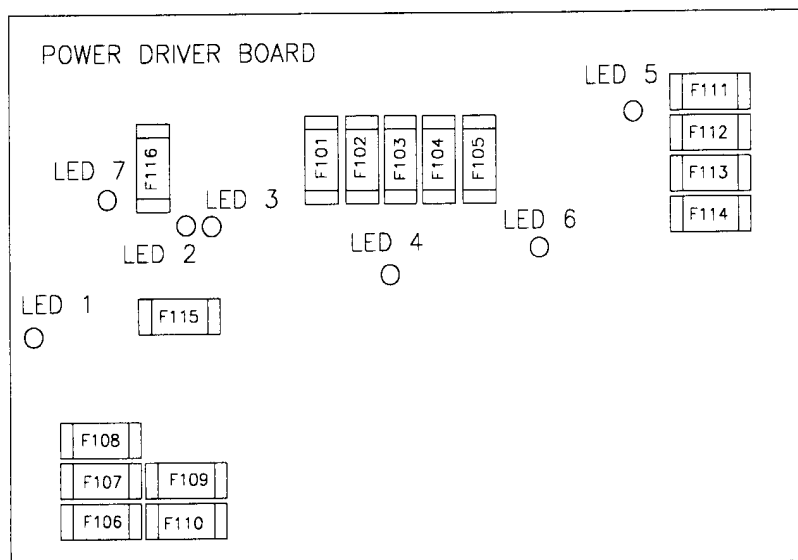 POWER DRIVER BOARD
LED 5
F111
F112
F113
F114
F116
F101
F102
F103
F104
F105
LED 7
LED 3
LED 2
LED 4
LED 6
LED 1
F115
F108
F107
F109
F106
F110